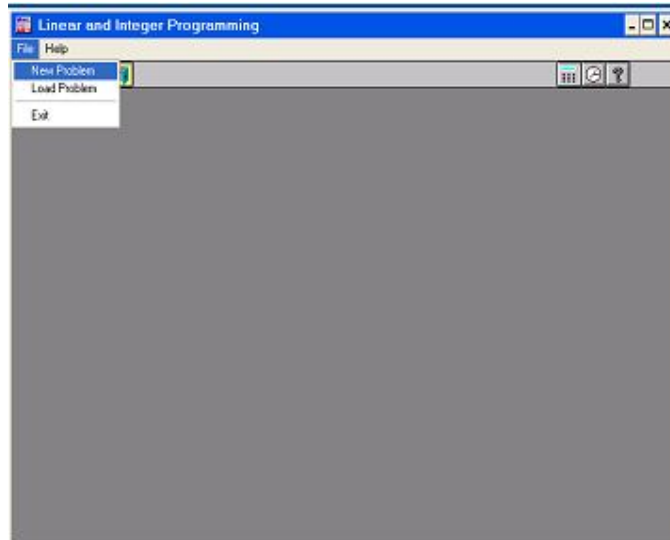 Linear and Integer Programming
File Help
New Problem
Load Problem
Exit